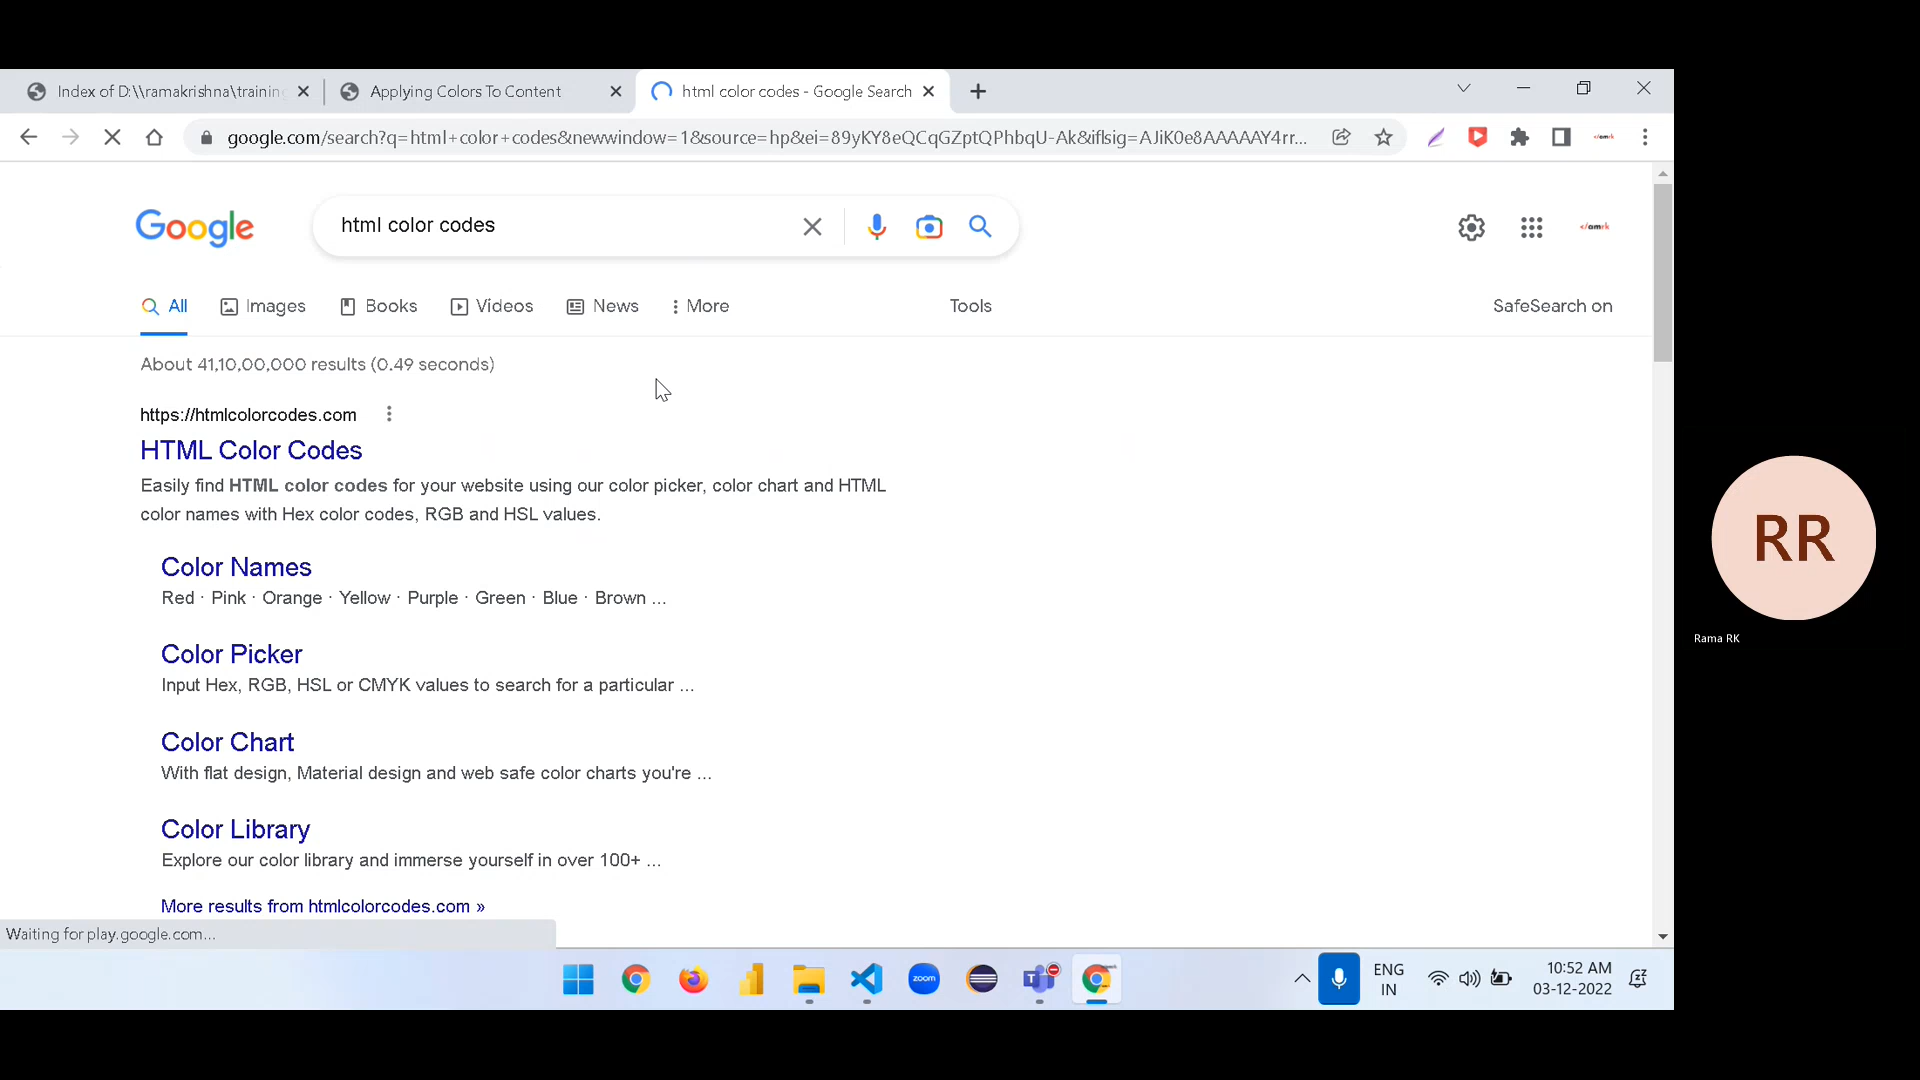 Index of D:\\ramakrishna\training
Applying Colors To Content
html color codes - Google Search
google.com/search?q=html+color+codes&newwindow=1&source=hp&ei=89yKY8eQCqGZptQPhbqU-Ak&iflsig=AJiK0e8AAAAAY4rr...
</amrk
Google
html color codes
</amrk
All
Images
Books
Videos
News
More
Tools
SafeSearch on
About 41,10,00,000 results (0.49 seconds)
https://htmlcolorcodes.com
HTML Color Codes
Easily find HTML color codes for your website using our color picker, color chart and HTML
color names with Hex color codes, RGB and HSL values.
Color Names
Red · Pink · Orange · Yellow · Purple · Green · Blue · Brown ...
Color Picker
Input Hex, RGB, HSL or CMYK values to search for a particular ...
Color Chart
With flat design, Material design and web safe color charts you're ...
Color Library
Explore our color library and immerse yourself in over 100+ ...
More results from htmlcolorcodes.com »
Waiting for play.google.com...
RR
Rama RK
zoom
ENG
IN
10:52 AM
03-12-2022